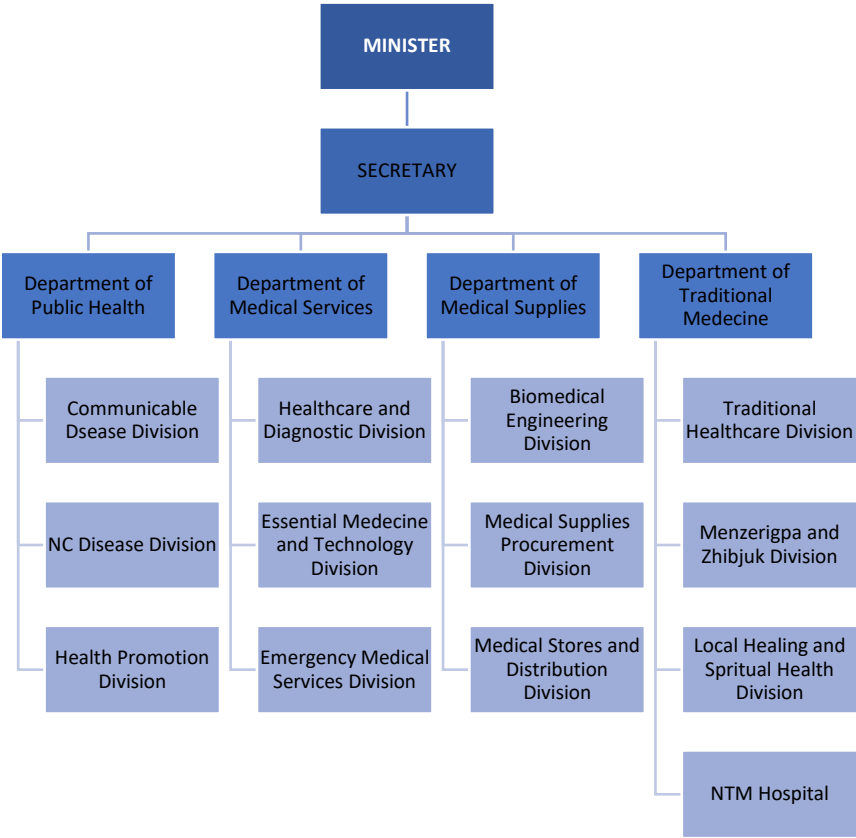 MINISTER
SECRETARY
Department of
Public Health
Department of
Medical Services
Department of
Medical Supplies
Department of
Traditional
Medecine
Communicable
Dsease Division
NC Disease Division
Health Promotion
Division
Healthcare and
Diagnostic Division
Essential Medecine
and Technology
Division
Emergency Medical
Services Division
Biomedical
Engineering
Division
Medical Supplies
Procurement
Division
Medical Stores and
Distribution
Division
Traditional
Healthcare Division
Menzerigpa and
Zhibjuk Division
Local Healing and
Spritual Health
Division
NTM Hospital